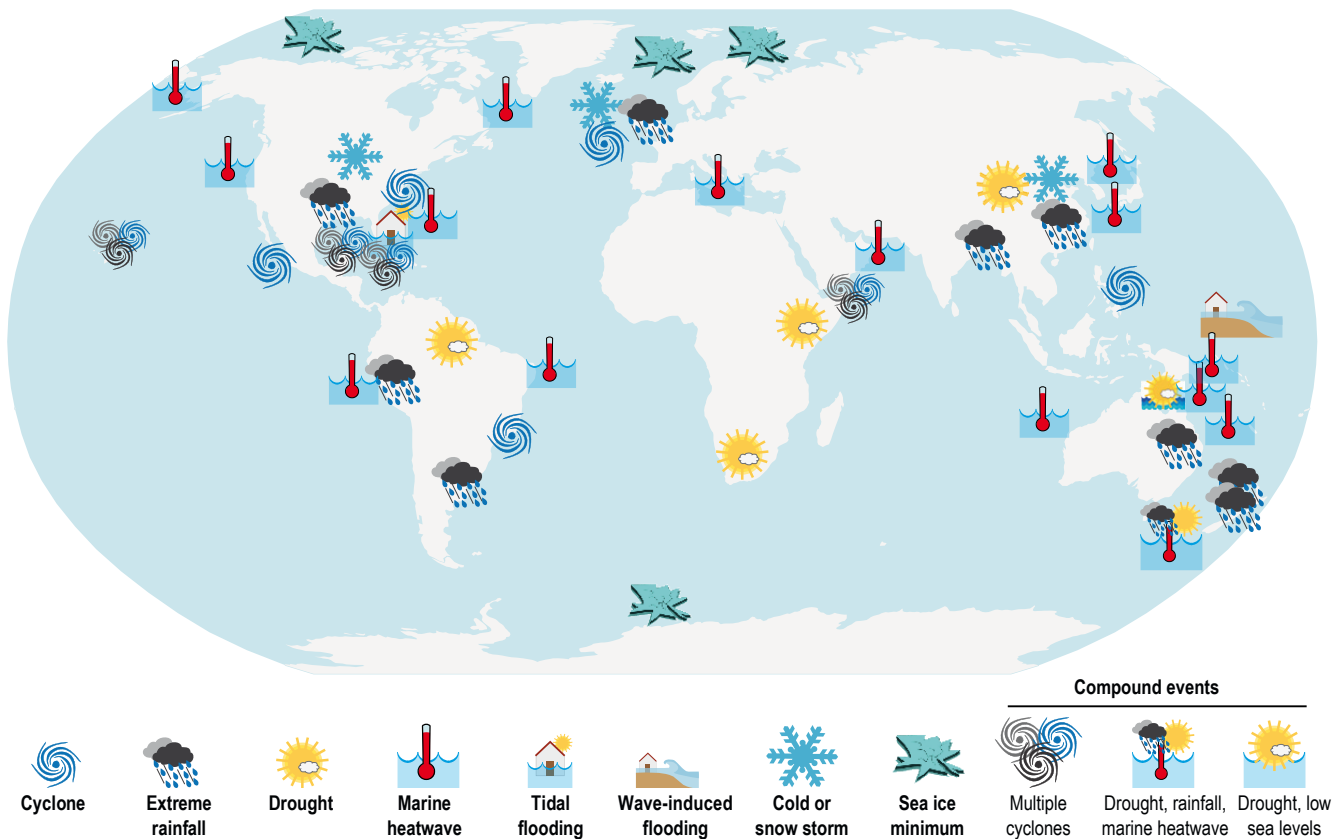 Compound events
Cyclone
Extreme
rainfall
Drought
Marine
heatwave
Tidal
flooding
Wave-induced
flooding
Cold or
snow storm
Sea ice
minimum
Multiple
cyclones
Drought, rainfall,
marine heatwave
Drought, low
sea levels